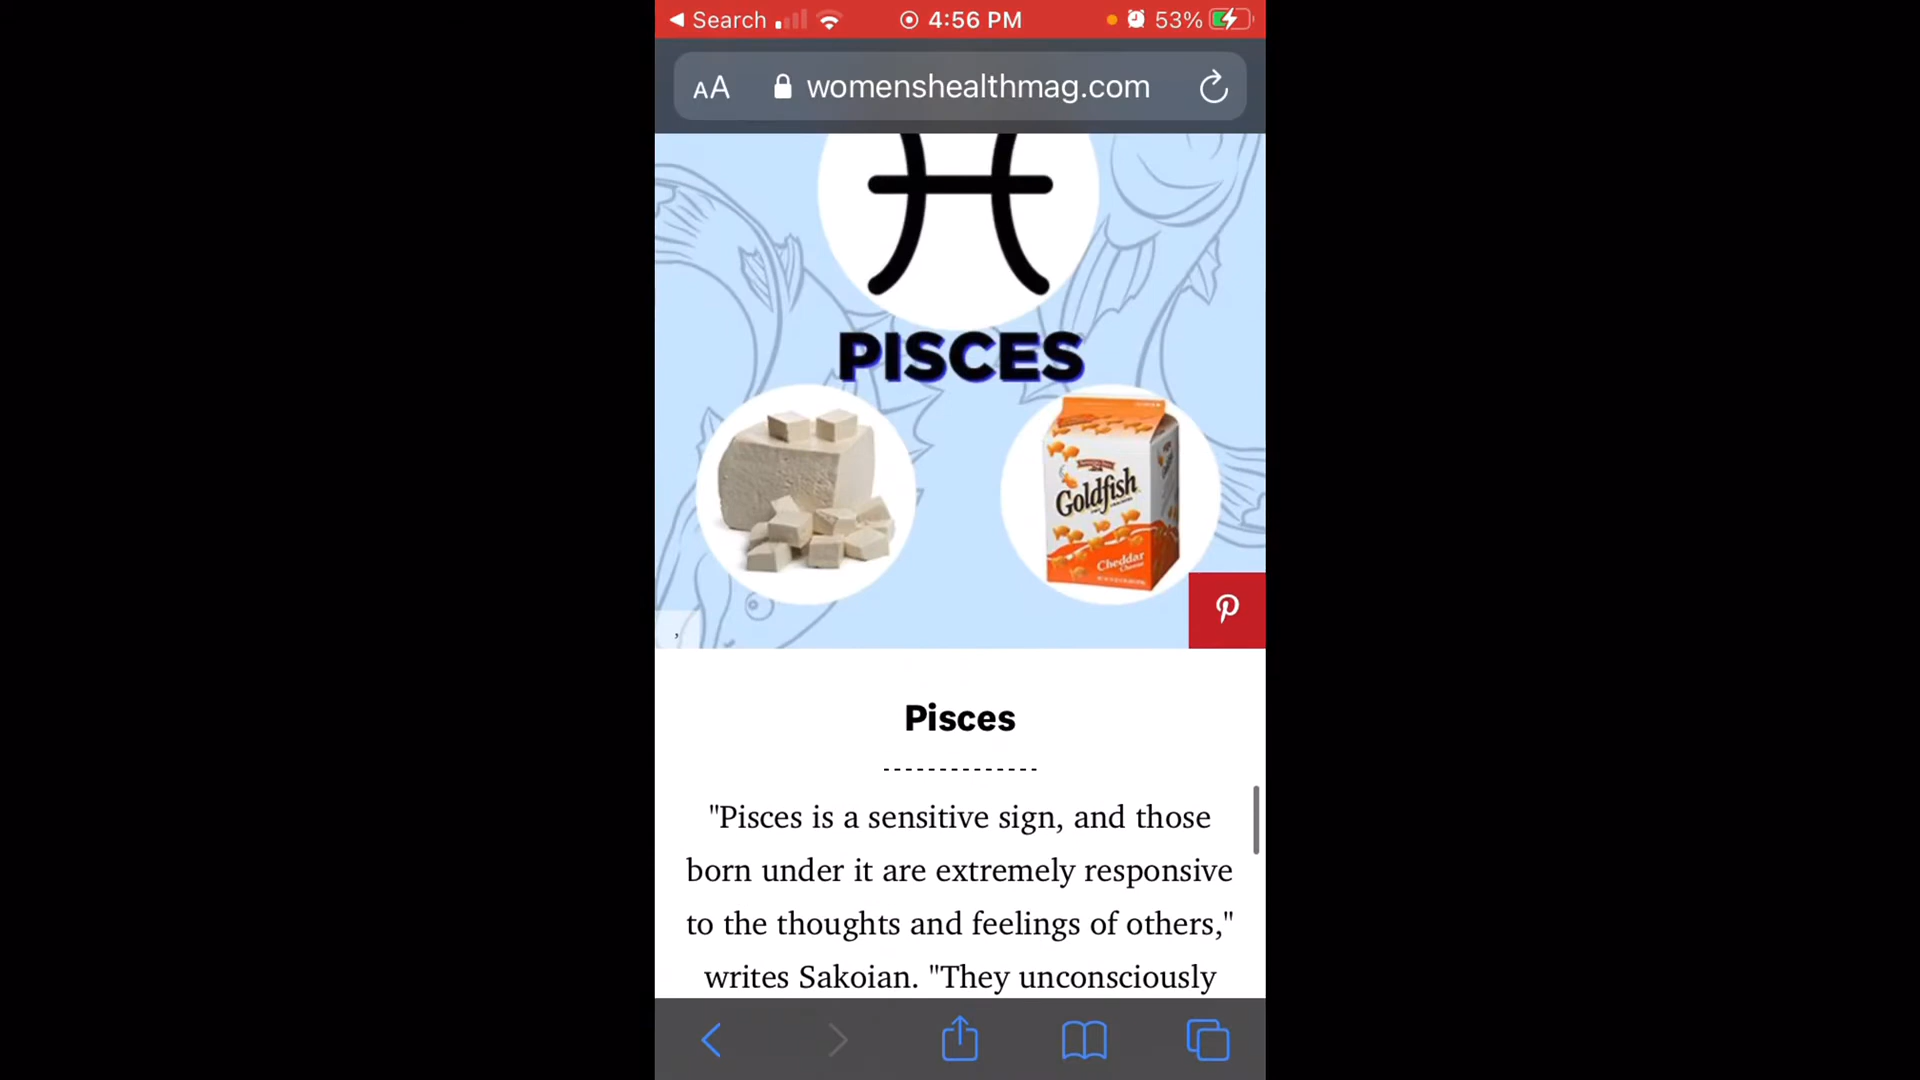 Search
4:56 PM
53%
AA
womenshealthmag.com
PISCES
Goldfish
Cheddar
,
Pisces
"Pisces is a sensitive sign, and those
born under it are extremely responsive
to the thoughts and feelings of others,"
writes Sakoian. "They unconsciously